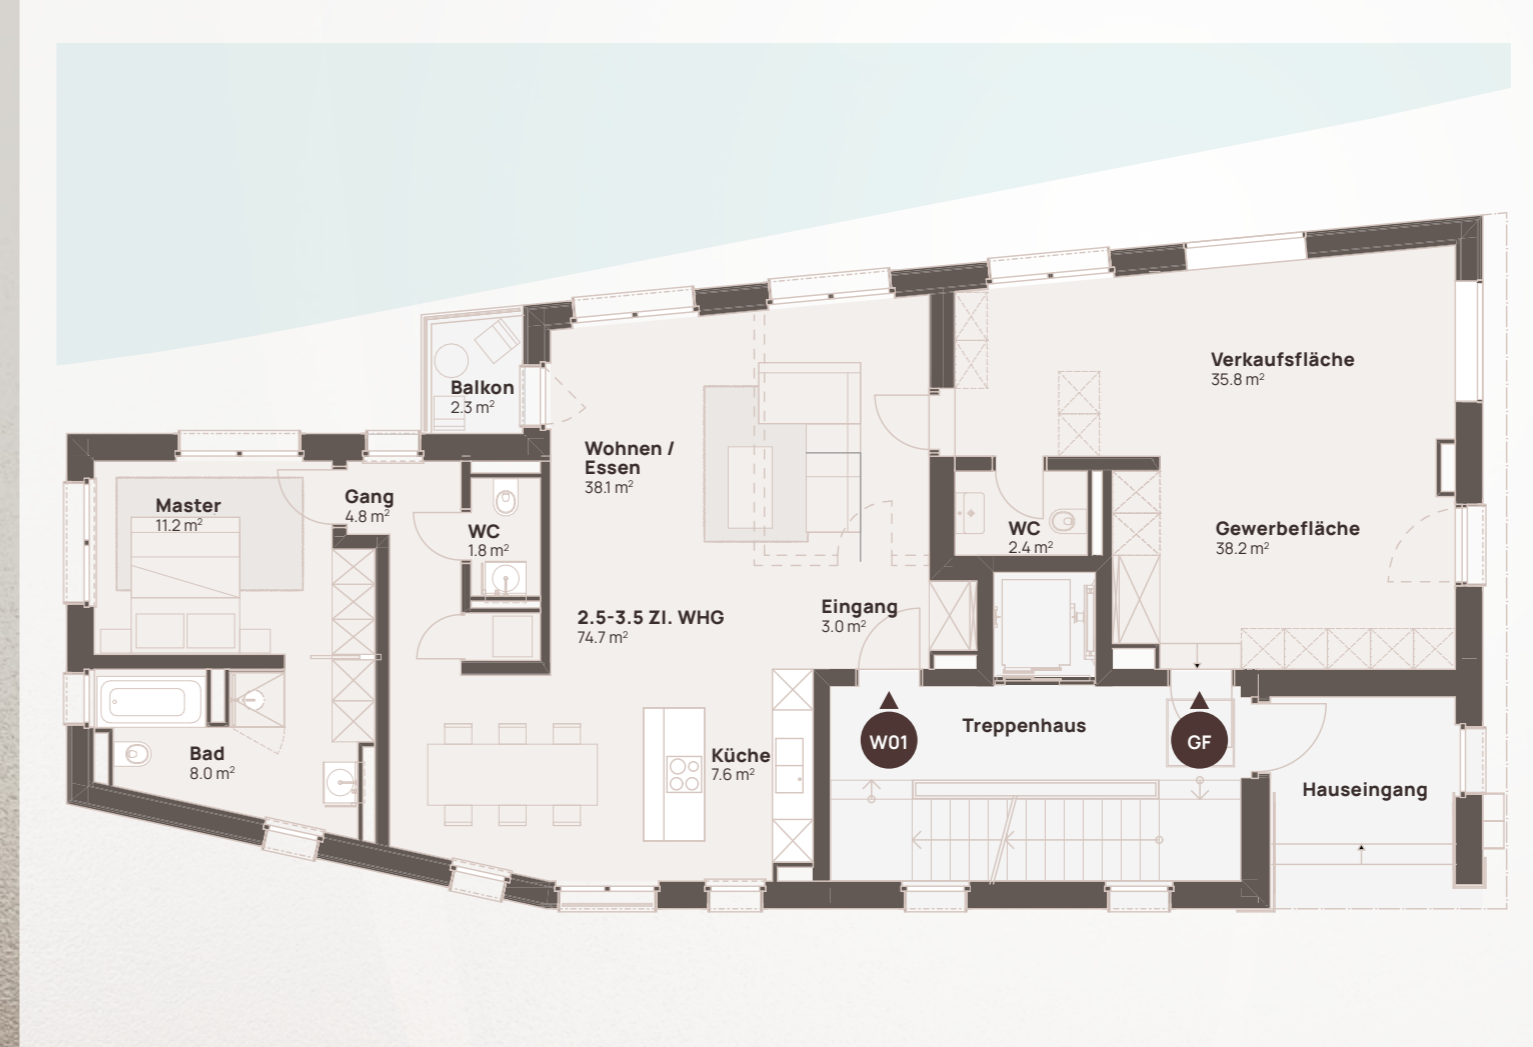 Verkaufsfläche
35.8 m²
Balkon
2.3 m²
Wohnen /
Essen
38.1 m²
Master
11.2 m²
Gang
4.8 m²
WC
1.8 m²
WC
2.4 m²
Gewerbefläche
38.2 m²
2.5-3.5 ZI. WHG
74.7 m²
Eingang
3.0 m²
Bad
8.0 m²
Küche
7.6 m²
W01
Treppenhaus
GF
Hauseingang